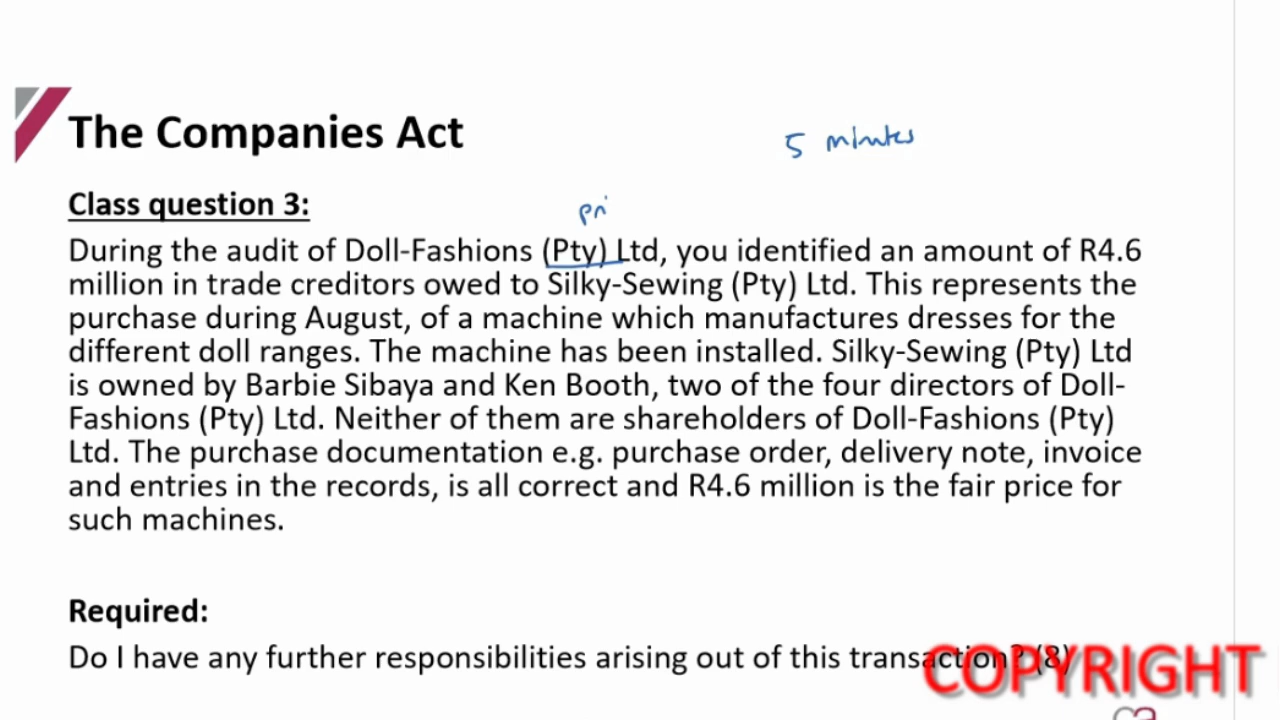 The Companies Act
5 minutes
Class question 3:
pri
During the audit of Doll-Fashions (Pty) Ltd, you identified an amount of R4.6
million in trade creditors owed to Silky-Sewing (Pty) Ltd. This represents the
purchase during August, of a machine which manufactures dresses for the
different doll ranges. The machine has been installed. Silky-Sewing (Pty) Ltd
is owned by Barbie Sibaya and Ken Booth, two of the four directors of Doll-
Fashions (Pty) Ltd. Neither of them are shareholders of Doll-Fashions (Pty)
Ltd. The purchase documentation e.g. purchase order, delivery note, invoice
and entries in the records, is all correct and R4.6 million is the fair price for
such machines.
Required:
Do I have any further responsibilities arising out of this transaction? (8)
COPYRIGHT